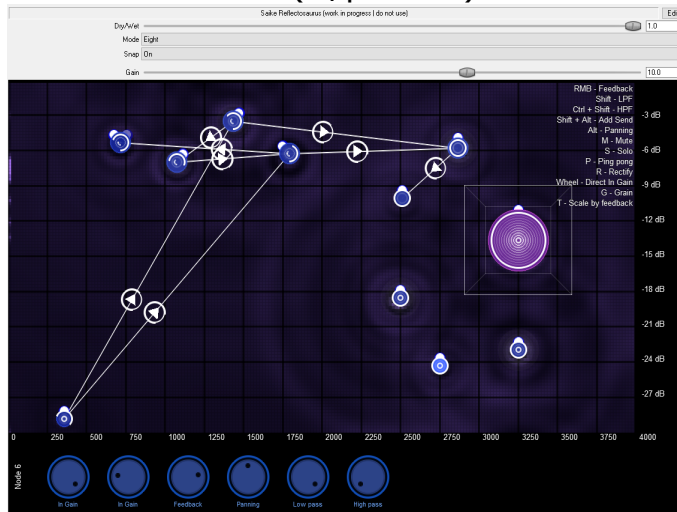 Saike Reflectosaurus (work in progress | do not use)
Dry/Wet
1.0
Mode Eight
Snap On
Gain
10.0
RMB - Feedback
Shift - LPF
Ctrl + Shift - HPF
Shift + Alt - Add Send
Alt - Panning
M - Mute
S - Solo
P - Ping pong
R - Rectify
Wheel - Direct In Gain
G - Grain
T - Scale by feedback
-3 dB
-6 dB
-9 dB
-12 dB
-15 dB
-18 dB
-21 dB
-24 dB
-27 dB
0 250 500 750 1000 1250 1500 1750 2000 2250 2500 2750 3000 3250 3500 3750 4000
Node 6
In Gain In Gain Feedback Panning Low pass High pass